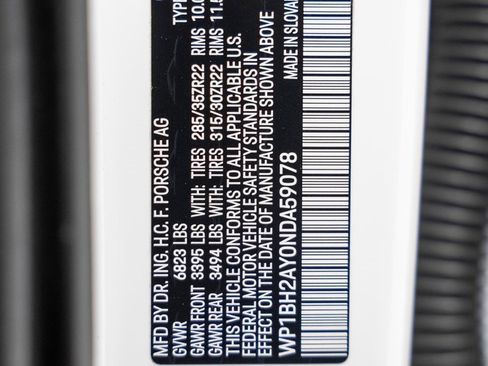 MFD BY DR. ING. H.C. F. PORSCHE AG
GVWR 6823 LBS TYP
GAWR FRONT 3395 LBS WITH: TIRES 285/35ZR22 RIMS
GAWR REAR 3494 LBS WITH: TIRES 315/30ZR22 RIMS
THIS VEHICLE CONFORMS TO ALL APPLICABLE U.S.
FEDERAL MOTOR VEHICLE SAFETY STANDARDS IN
EFFECT ON THE DATE OF MANUFACTURE SHOWN ABOVE
WP1BH2AY0NDA59078 MADE IN SLOVA